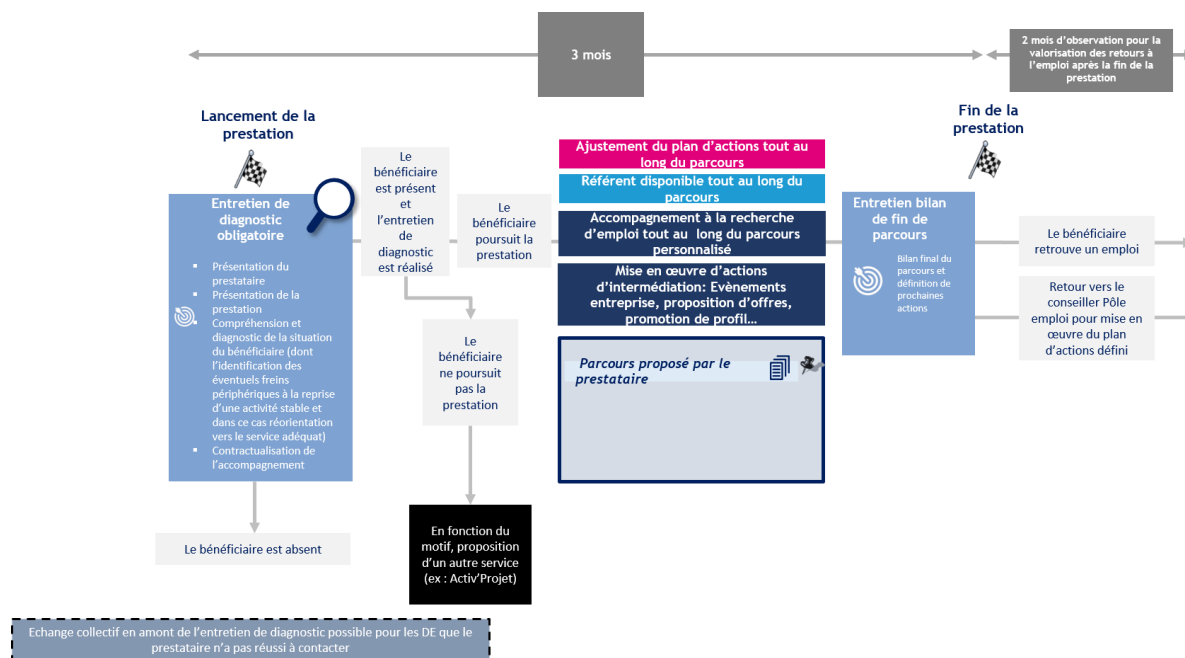 3 mois
2 mois d'observation pour la
valorisation des retours à
l'emploi après la fin de la
prestation
Lancement de la
prestation
Fin de la
prestation
Entretien de
diagnostic
obligatoire
▪ Présentation du
prestataire
▪ Présentation de la
prestation
▪ Compréhension et
diagnostic de la situation
du bénéficiaire (dont
l'identification des
éventuels freins
périphériques à la reprise
d'une activité stable et
dans ce cas réorientation
vers le service adéquat)
▪ Contractualisation de
l'accompagnement
Le bénéficiaire est absent
Le
bénéficiaire
est présent
et
l'entretien
de
diagnostic
est réalisé
Le
bénéficiaire
poursuit la
prestation
Le
bénéficiaire
ne poursuit
pas la
prestation
En fonction du
motif, proposition
d'un autre service
(ex : Activ'Projet)
Ajustement du plan d'actions tout au
long du parcours
Référent disponible tout au long du
parcours
Accompagnement à la recherche
d'emploi tout au long du parcours
personnalisé
Mise en œuvre d'actions
d'intermédiation: Evènements
entreprise, proposition d'offres,
promotion de profil…
Parcours proposé par le
prestataire
Entretien bilan
de fin de
parcours
Bilan final du
parcours et
définition de
prochaines
actions
Le bénéficiaire
retrouve un emploi
Retour vers le
conseiller Pôle
emploi pour mise en
œuvre du plan
d'actions défini
Echange collectif en amont de l'entretien de diagnostic possible pour les DE que le
prestataire n'a pas réussi à contacter